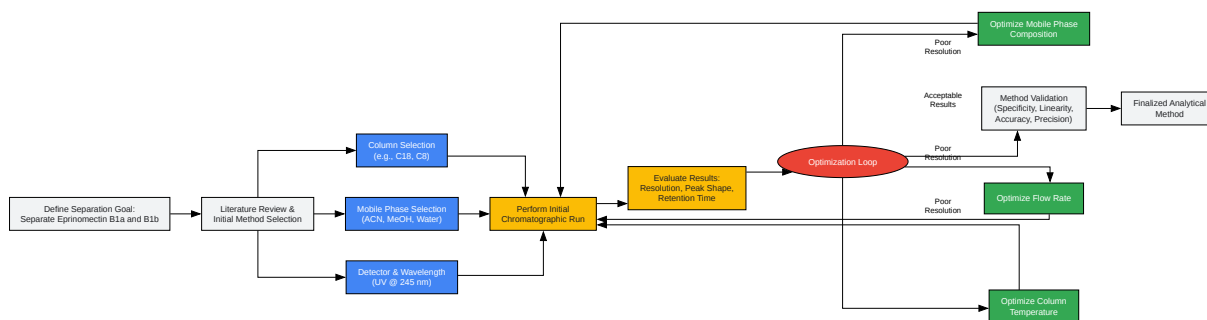 Define Separation Goal:
Separate Eprinomectin B1a and B1b
Literature Review &
Initial Method Selection
Column Selection
(e.g., C18, C8)
Mobile Phase Selection
(ACN, MeOH, Water)
Detector & Wavelength
(UV @ 245 nm)
Perform Initial
Chromatographic Run
Evaluate Results:
Resolution, Peak Shape,
Retention Time
Optimization Loop
Poor
Resolution
Optimize Mobile Phase
Composition
Acceptable
Results
Method Validation
(Specificity, Linearity,
Accuracy, Precision)
Finalized Analytical
Method
Poor
Resolution
Optimize Flow Rate
Poor
Resolution
Optimize Column
Temperature